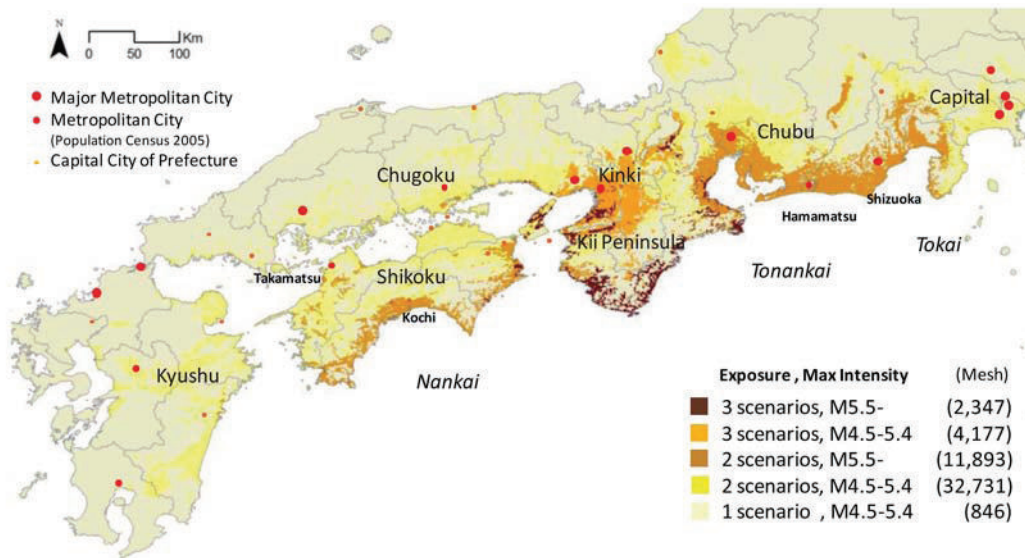 N
0 50 100 Km
Major Metropolitan City
Metropolitan City
(Population Census 2005)
Capital City of Prefecture
Capital
Chubu
Kinki
Chugoku
Shizuoka
Hamamatsu
Kii Peninsula
Tokai
Tonankai
Takamatsu
Shikoku
Kochi
Nankai
Kyushu
Exposure , Max Intensity (Mesh)
3 scenarios, M5.5- (2,347)
3 scenarios, M4.5-5.4 (4,177)
2 scenarios, M5.5- (11,893)
2 scenarios, M4.5-5.4 (32,731)
1 scenario , M4.5-5.4 (846)